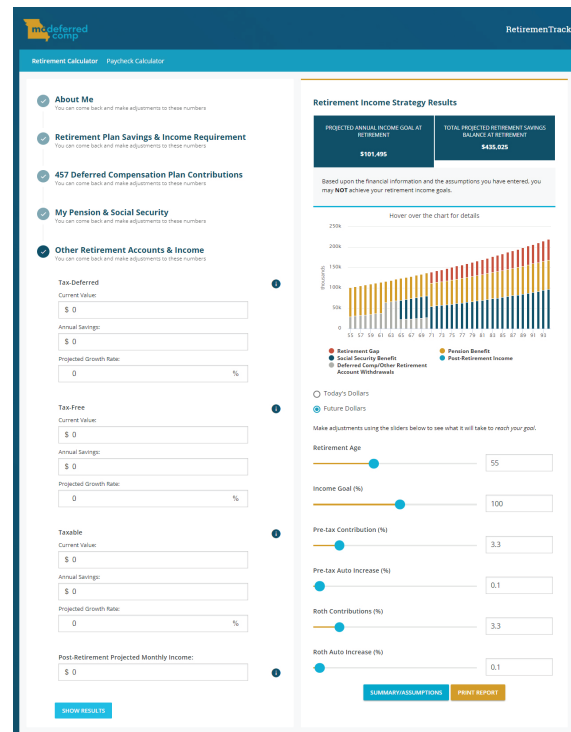 modeferred
comp
RetiremenTrack
Retirement Calculator Paycheck Calculator
About Me
You can come back and make adjustments to these numbers
Retirement Plan Savings & Income Requirement
You can come back and make adjustments to these numbers
457 Deferred Compensation Plan Contributions
You can come back and make adjustments to these numbers
My Pension & Social Security
You can come back and make adjustments to these numbers
Other Retirement Accounts & Income
You can come back and make adjustments to these numbers
Tax-Deferred
Current Value:
$ 0
Annual Savings:
$ 0
Projected Growth Rate:
0 %
Tax-Free
Current Value:
$ 0
Annual Savings:
$ 0
Projected Growth Rate:
0 %
Taxable
Current Value:
$ 0
Annual Savings:
$ 0
Projected Growth Rate:
0 %
Post-Retirement Projected Monthly Income:
$ 0
SHOW RESULTS
Retirement Income Strategy Results
PROJECTED ANNUAL INCOME GOAL AT
RETIREMENT
$101,495
TOTAL PROJECTED RETIREMENT SAVINGS
BALANCE AT RETIREMENT
$435,025
Based upon the financial information and the assumptions you have entered, you
may NOT achieve your retirement income goals.
Hover over the chart for details
250k
200k
150k
100k
50k
0
Thousands
55 57 59 61 63 65 67 69 71 73 75 77 79 81 83 85 87 89 91 93
Retirement Gap
Pension Benefit
Social Security Benefit
Post-Retirement Income
Deferred Comp/Other Retirement
Account Withdrawals
Today's Dollars
Future Dollars
Make adjustments using the sliders below to see what it will take to reach your goal.
Retirement Age
55
Income Goal (%)
100
Pre-tax Contribution (%)
3.3
Pre-tax Auto Increase (%)
0.1
Roth Contributions (%)
3.3
Roth Auto Increase (%)
0.1
SUMMARY/ASSUMPTIONS
PRINT REPORT